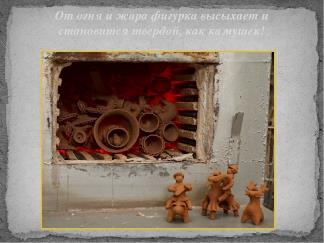 От огня и жара фигурка высыхает и
становится твердой, как камушек!